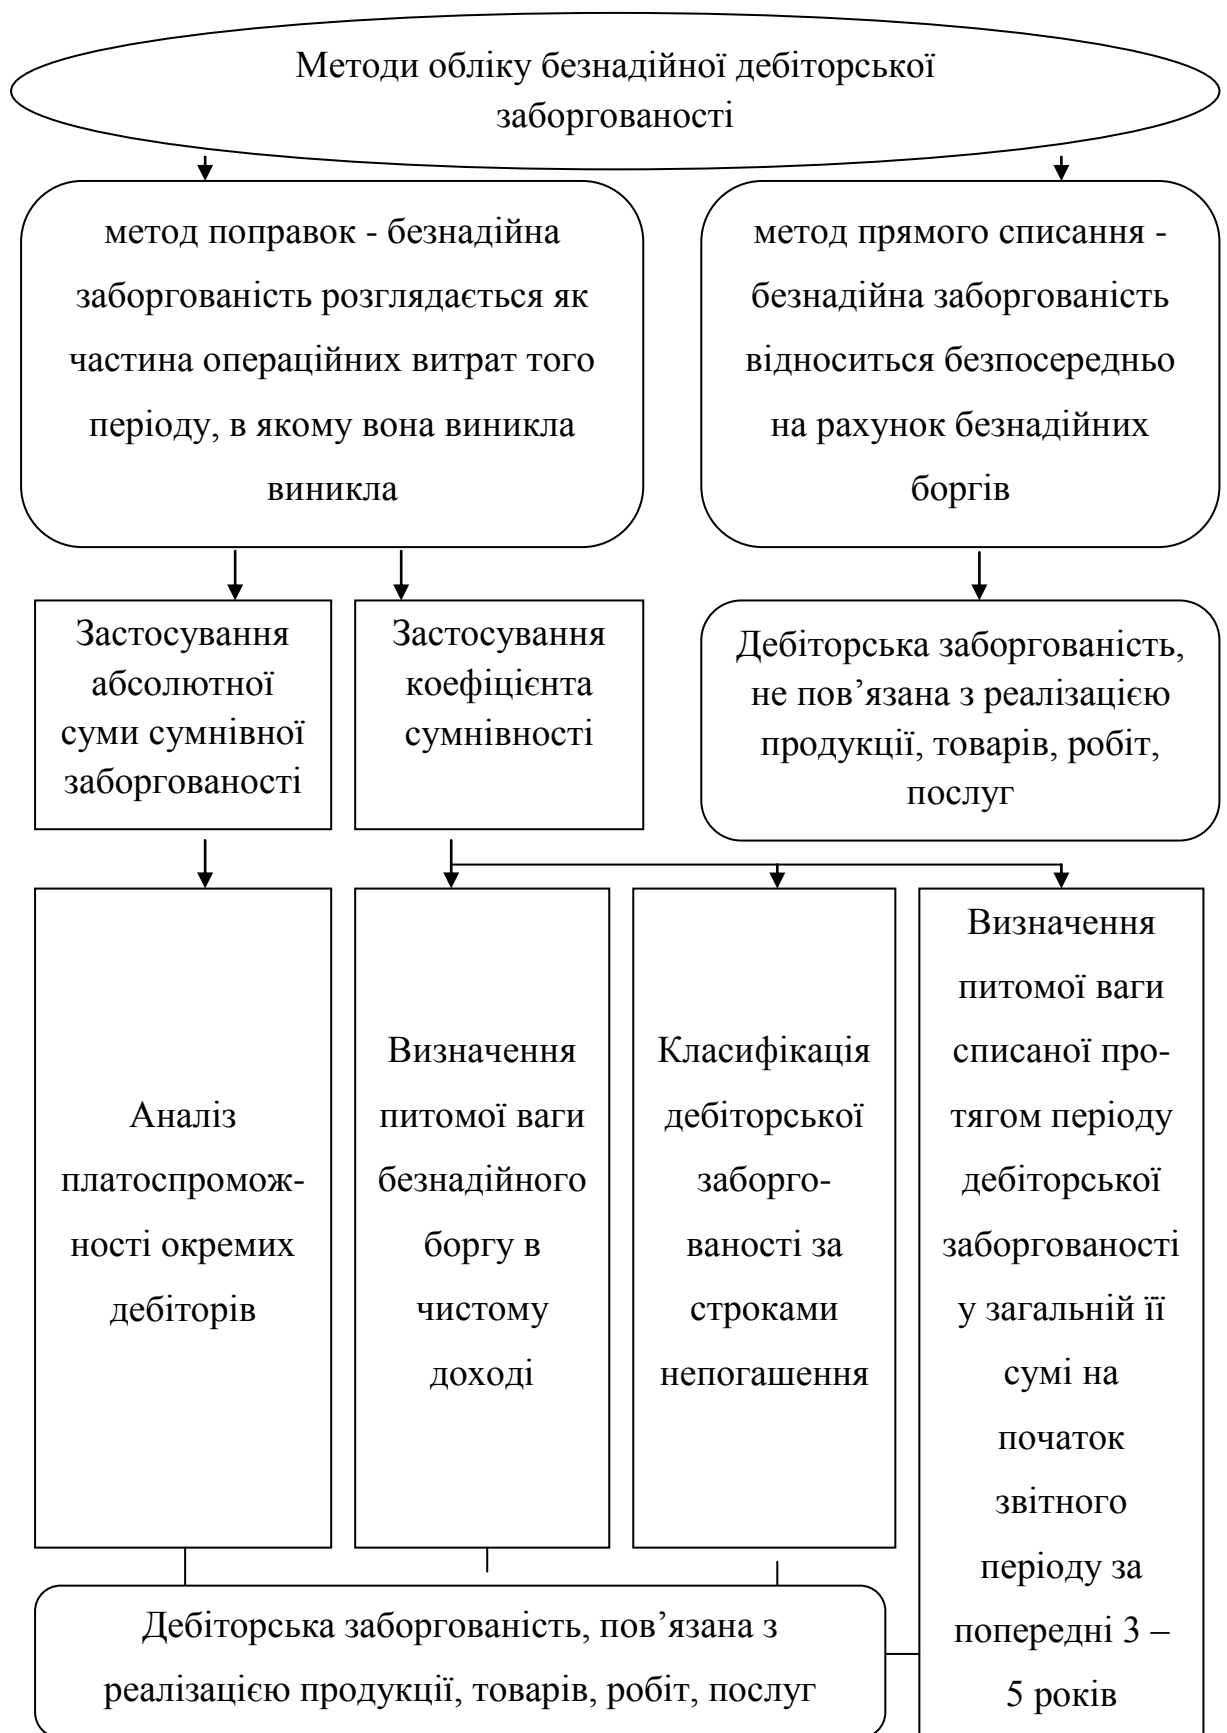 Методи обліку безнадійної дебіторської
заборгованості
метод поправок - безнадійна
заборгованість розглядається як
частина операційних витрат того
періоду, в якому вона виникла
виникла
метод прямого списання -
безнадійна заборгованість
відноситься безпосередньо
на рахунок безнадійних
боргів
Застосування
абсолютної
суми сумнівної
заборгованості
Застосування
коефіцієнта
сумнівності
Дебіторська заборгованість,
не пов’язана з реалізацією
продукції, товарів, робіт,
послуг
Аналіз
платоспромож-
ності окремих
дебіторів
Визначення
питомої ваги
безнадійного
боргу в
чистому
доході
Класифікація
дебіторської
заборго-
ваності за
строками
непогашення
Визначення
питомої ваги
списаної про-
тягом періоду
дебіторської
заборгованості
у загальній її
сумі на
початок
звітного
періоду за
попередні 3 –
5 років
Дебіторська заборгованість, пов’язана з
реалізацією продукції, товарів, робіт, послуг